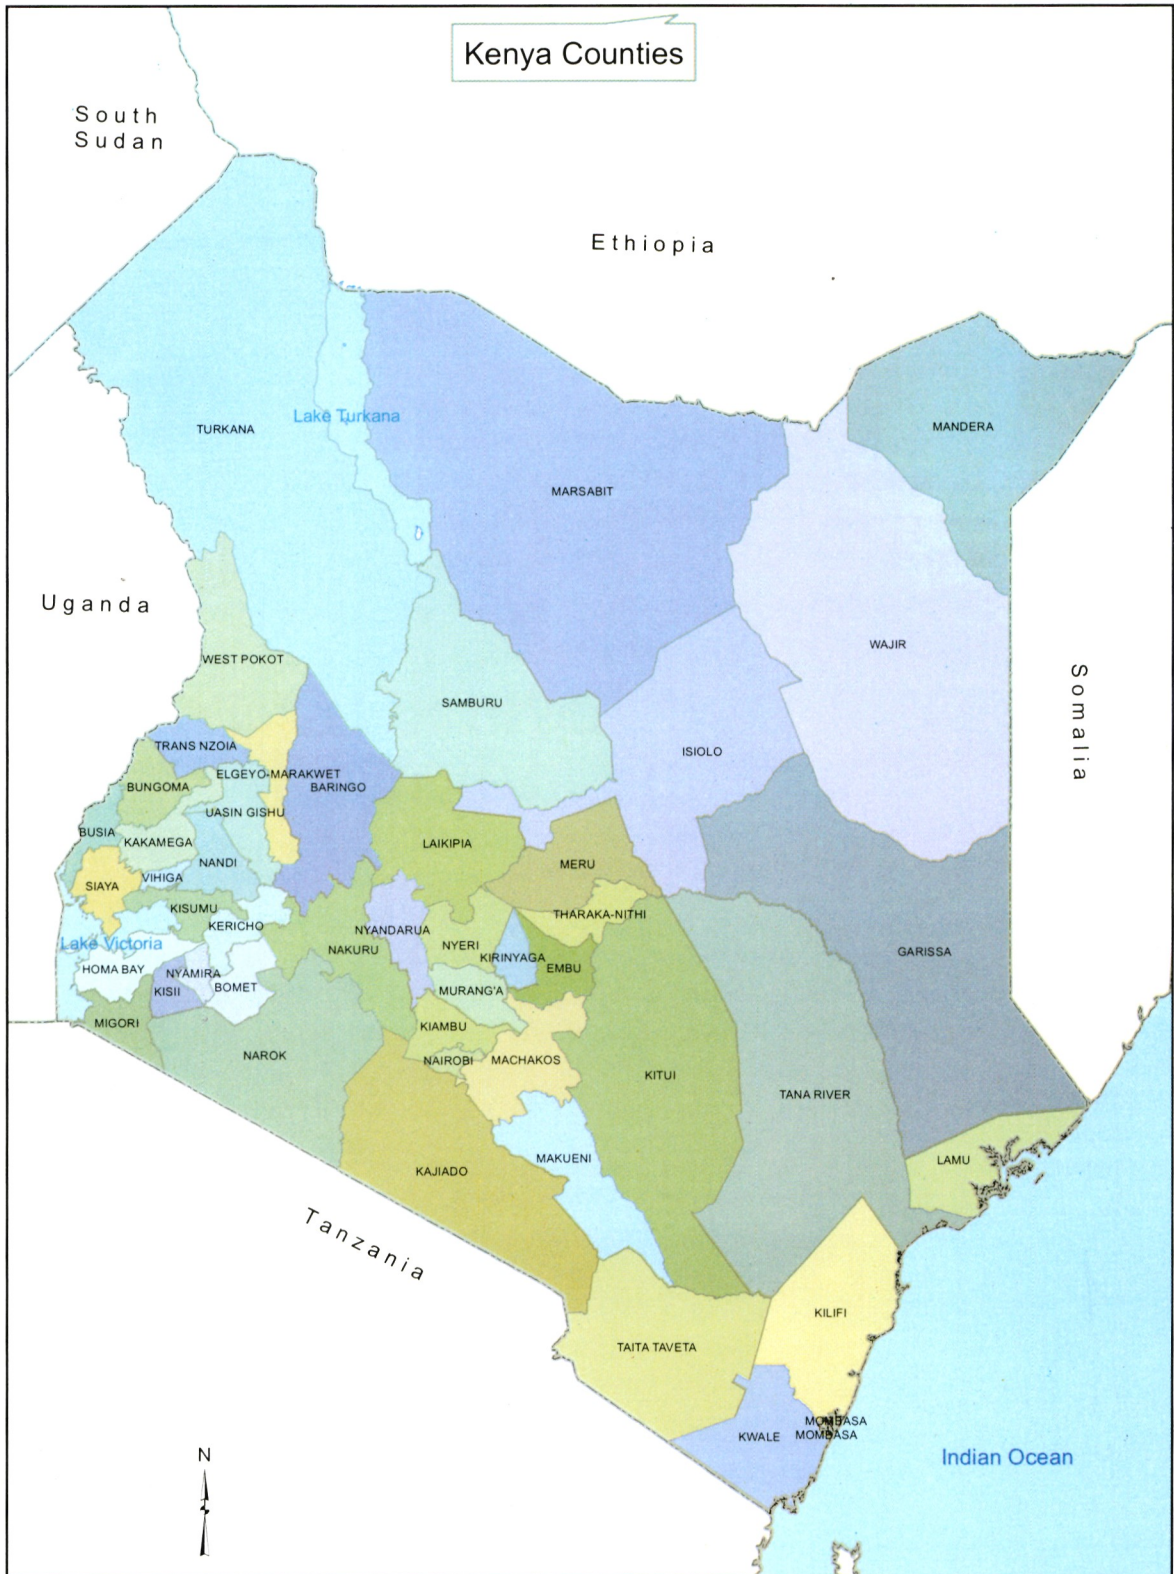 Kenya Counties
South
Sudan
Ethiopia
Lake Turkana
TURKANA
MANDERA
MARSABIT
Uganda
WAJIR
WEST POKOT
Somalia
SAMBURU
TRANS NZOIA
ISIOLO
ELGEYO-MARAKWET
BUNGOMA
BARINGO
UASIN GISHU
BUSIA
KAKAMEGA
LAIKIPIA
NANDI
MERU
VIHIGA
SIAYA
KISUMU
THARAKA-NITHI
KERICHO
NYANDARUA
Lake Victoria
NYERI
NAKURU
GARISSA
KIRINYAGA
HOMA BAY
EMBU
NYAMIRA
BOMET
KISII
MURANG'A
MIGORI
KIAMBU
NAROK
NAIROBI
MACHAKOS
KITUI
TANA RIVER
MAKUENI
LAMU
KAJIADO
Tanzania
KILIFI
TAITA TAVETA
MOMBASA
MOMBASA
KWALE
N
Indian Ocean